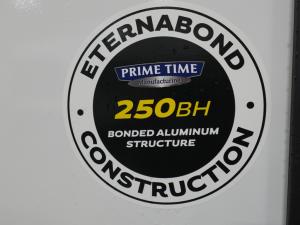 ETERNABOND
PRIME TIME
Manufacturing
250BH
BONDED ALUMINUM
STRUCTURE
CONSTRUCTION